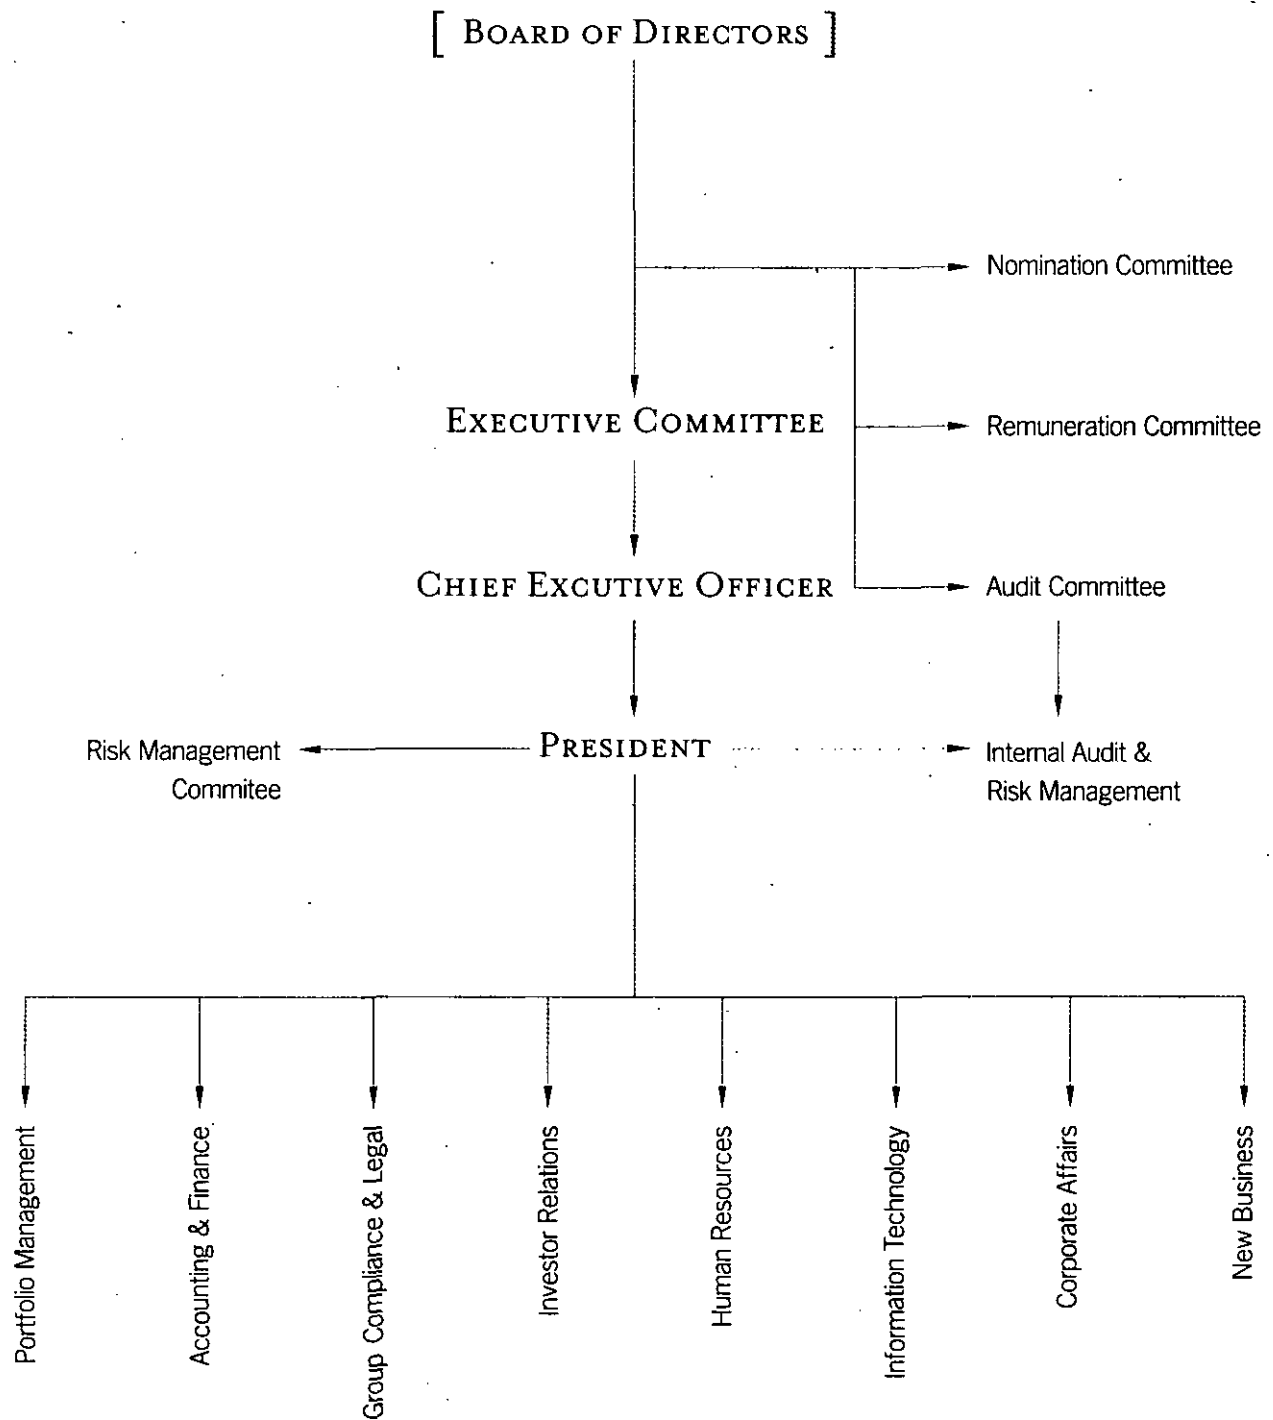 [ BOARD OF DIRECTORS ]
Nomination Committee
EXECUTIVE COMMITTEE
Remuneration Committee
CHIEF EXCUTIVE OFFICER
Audit Committee
Risk Management
Commitee
PRESIDENT
Internal Audit &
Risk Management
Portfolio Management
Accounting & Finance
Group Compliance & Legal
Investor Relations
Human Resources
Information Technology
Corporate Affairs
New Business